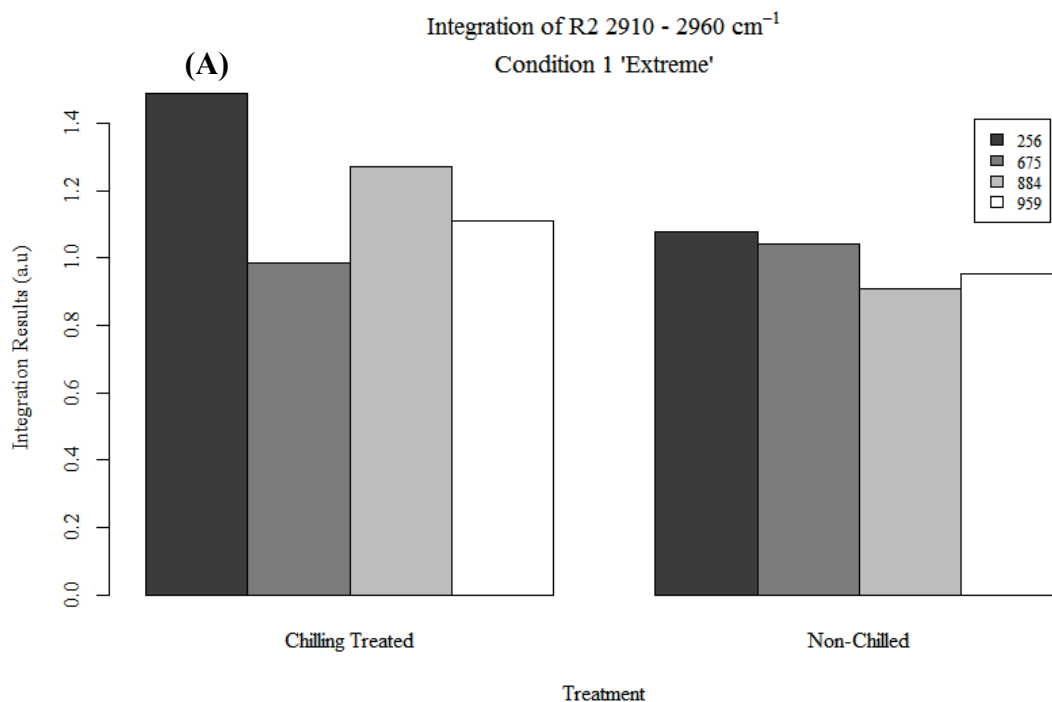 Integration of R2 2910 - 2960 cm⁻¹
Condition 1 'Extreme'
(A)
Integration Results (a.u)
1.4
1.2
1.0
0.8
0.6
0.4
0.2
0.0
256
675
884
959
Chilling Treated
Non-Chilled
Treatment